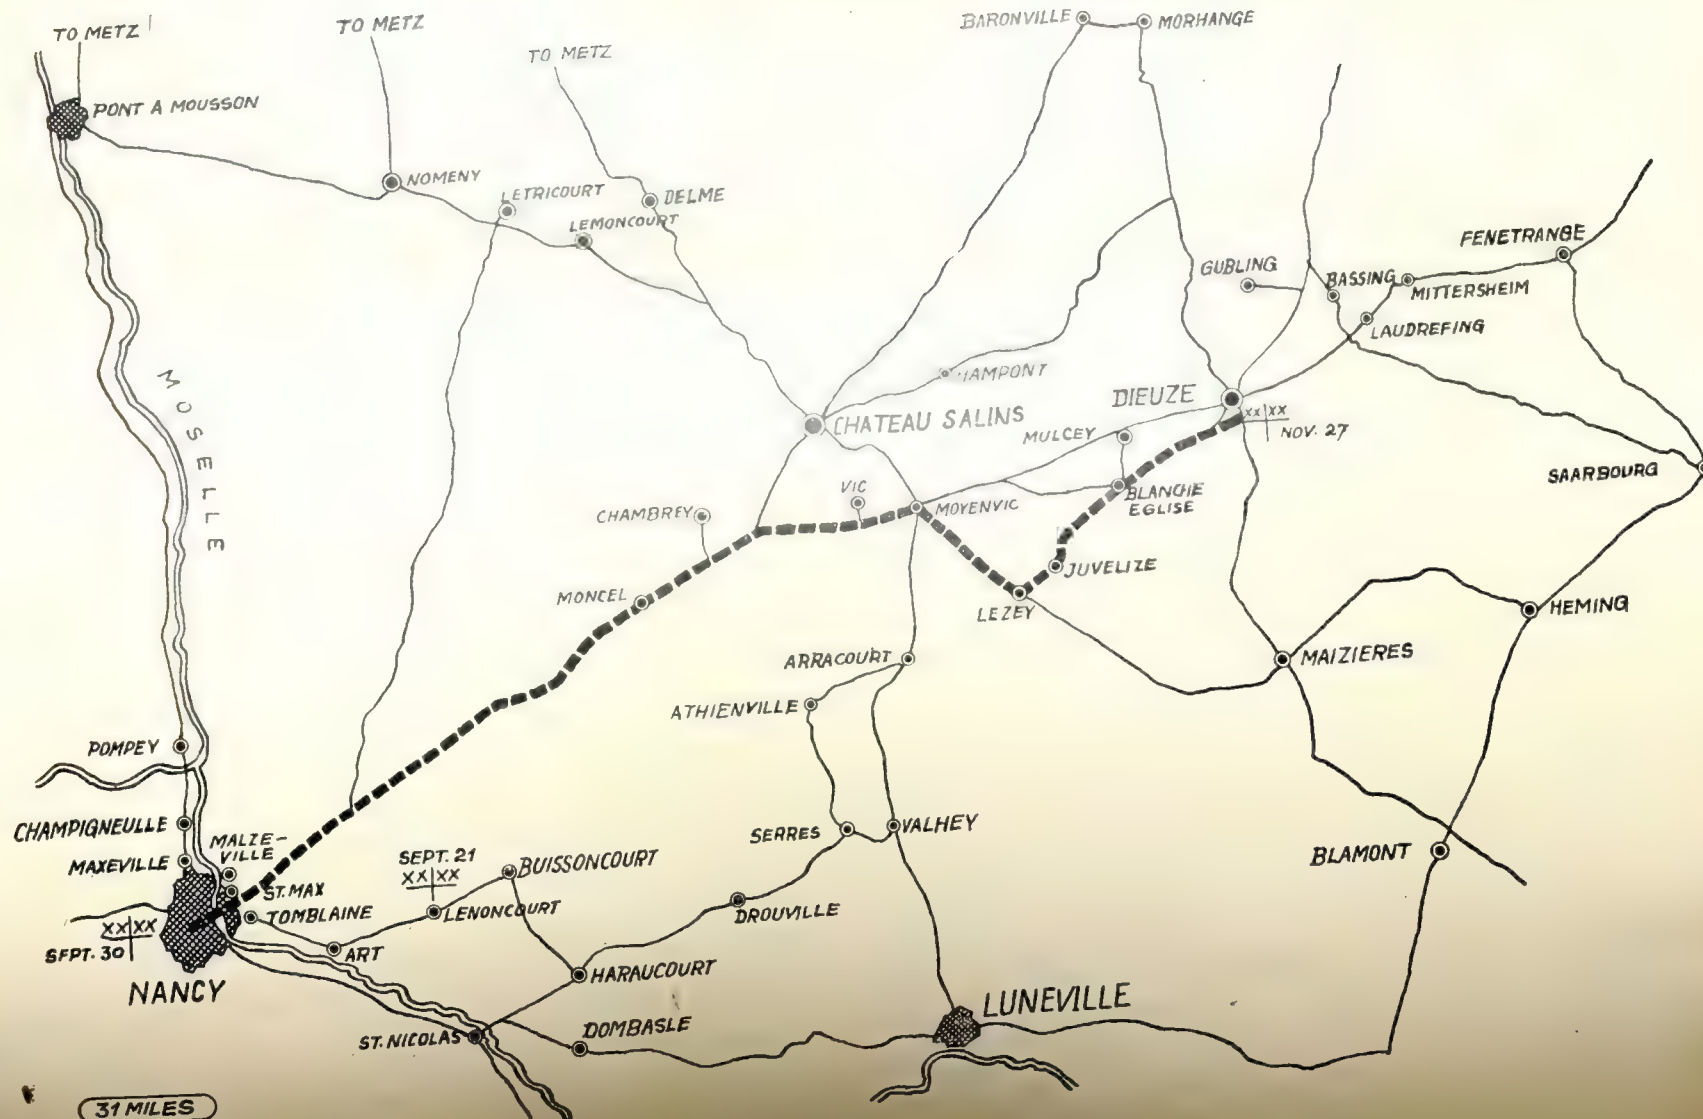 TO METZ
TO METZ
TO METZ
BARONVILLE
MORHANGE
PONT A MOUSSON
NOMENY
LETRICOURT
DELME
LEMONCOURT
FENETRANGE
GUBLING
BASSING
MITTERSHEIM
LAUDREFING
MOSELLE
HAMPONT
DIEUZE
CHATEAU SALINS
XX XX
NOV. 27
MULCEY
SAARBOURG
VIC
BLANCHE
EGLISE
CHAMBREY
MOYENVIC
JUVELIZE
MONCEL
LEZEY
HEMING
ARRACOURT
MAIZIERES
ATHIENVILLE
POMPEY
CHAMPIGNEULLE
MALZE-
VILLE
SERRES
VALHEY
MAXEVILLE
SEPT. 21
XX XX
BUISSONCOURT
BLAMONT
ST. MAX
TOMBLAINE
LENONCOURT
DROUVILLE
XX XX
SEPT. 30
ART
HARAUCOURT
NANCY
LUNEVILLE
ST. NICOLAS
DOMBASLE
31 MILES